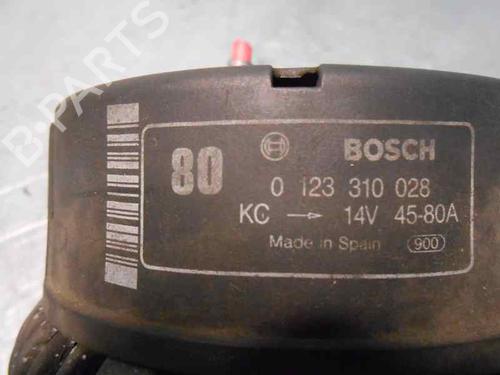 80
BOSCH
0 123 310 028
KC → 14V 45-80A
Made in Spain 900
B-PARTS